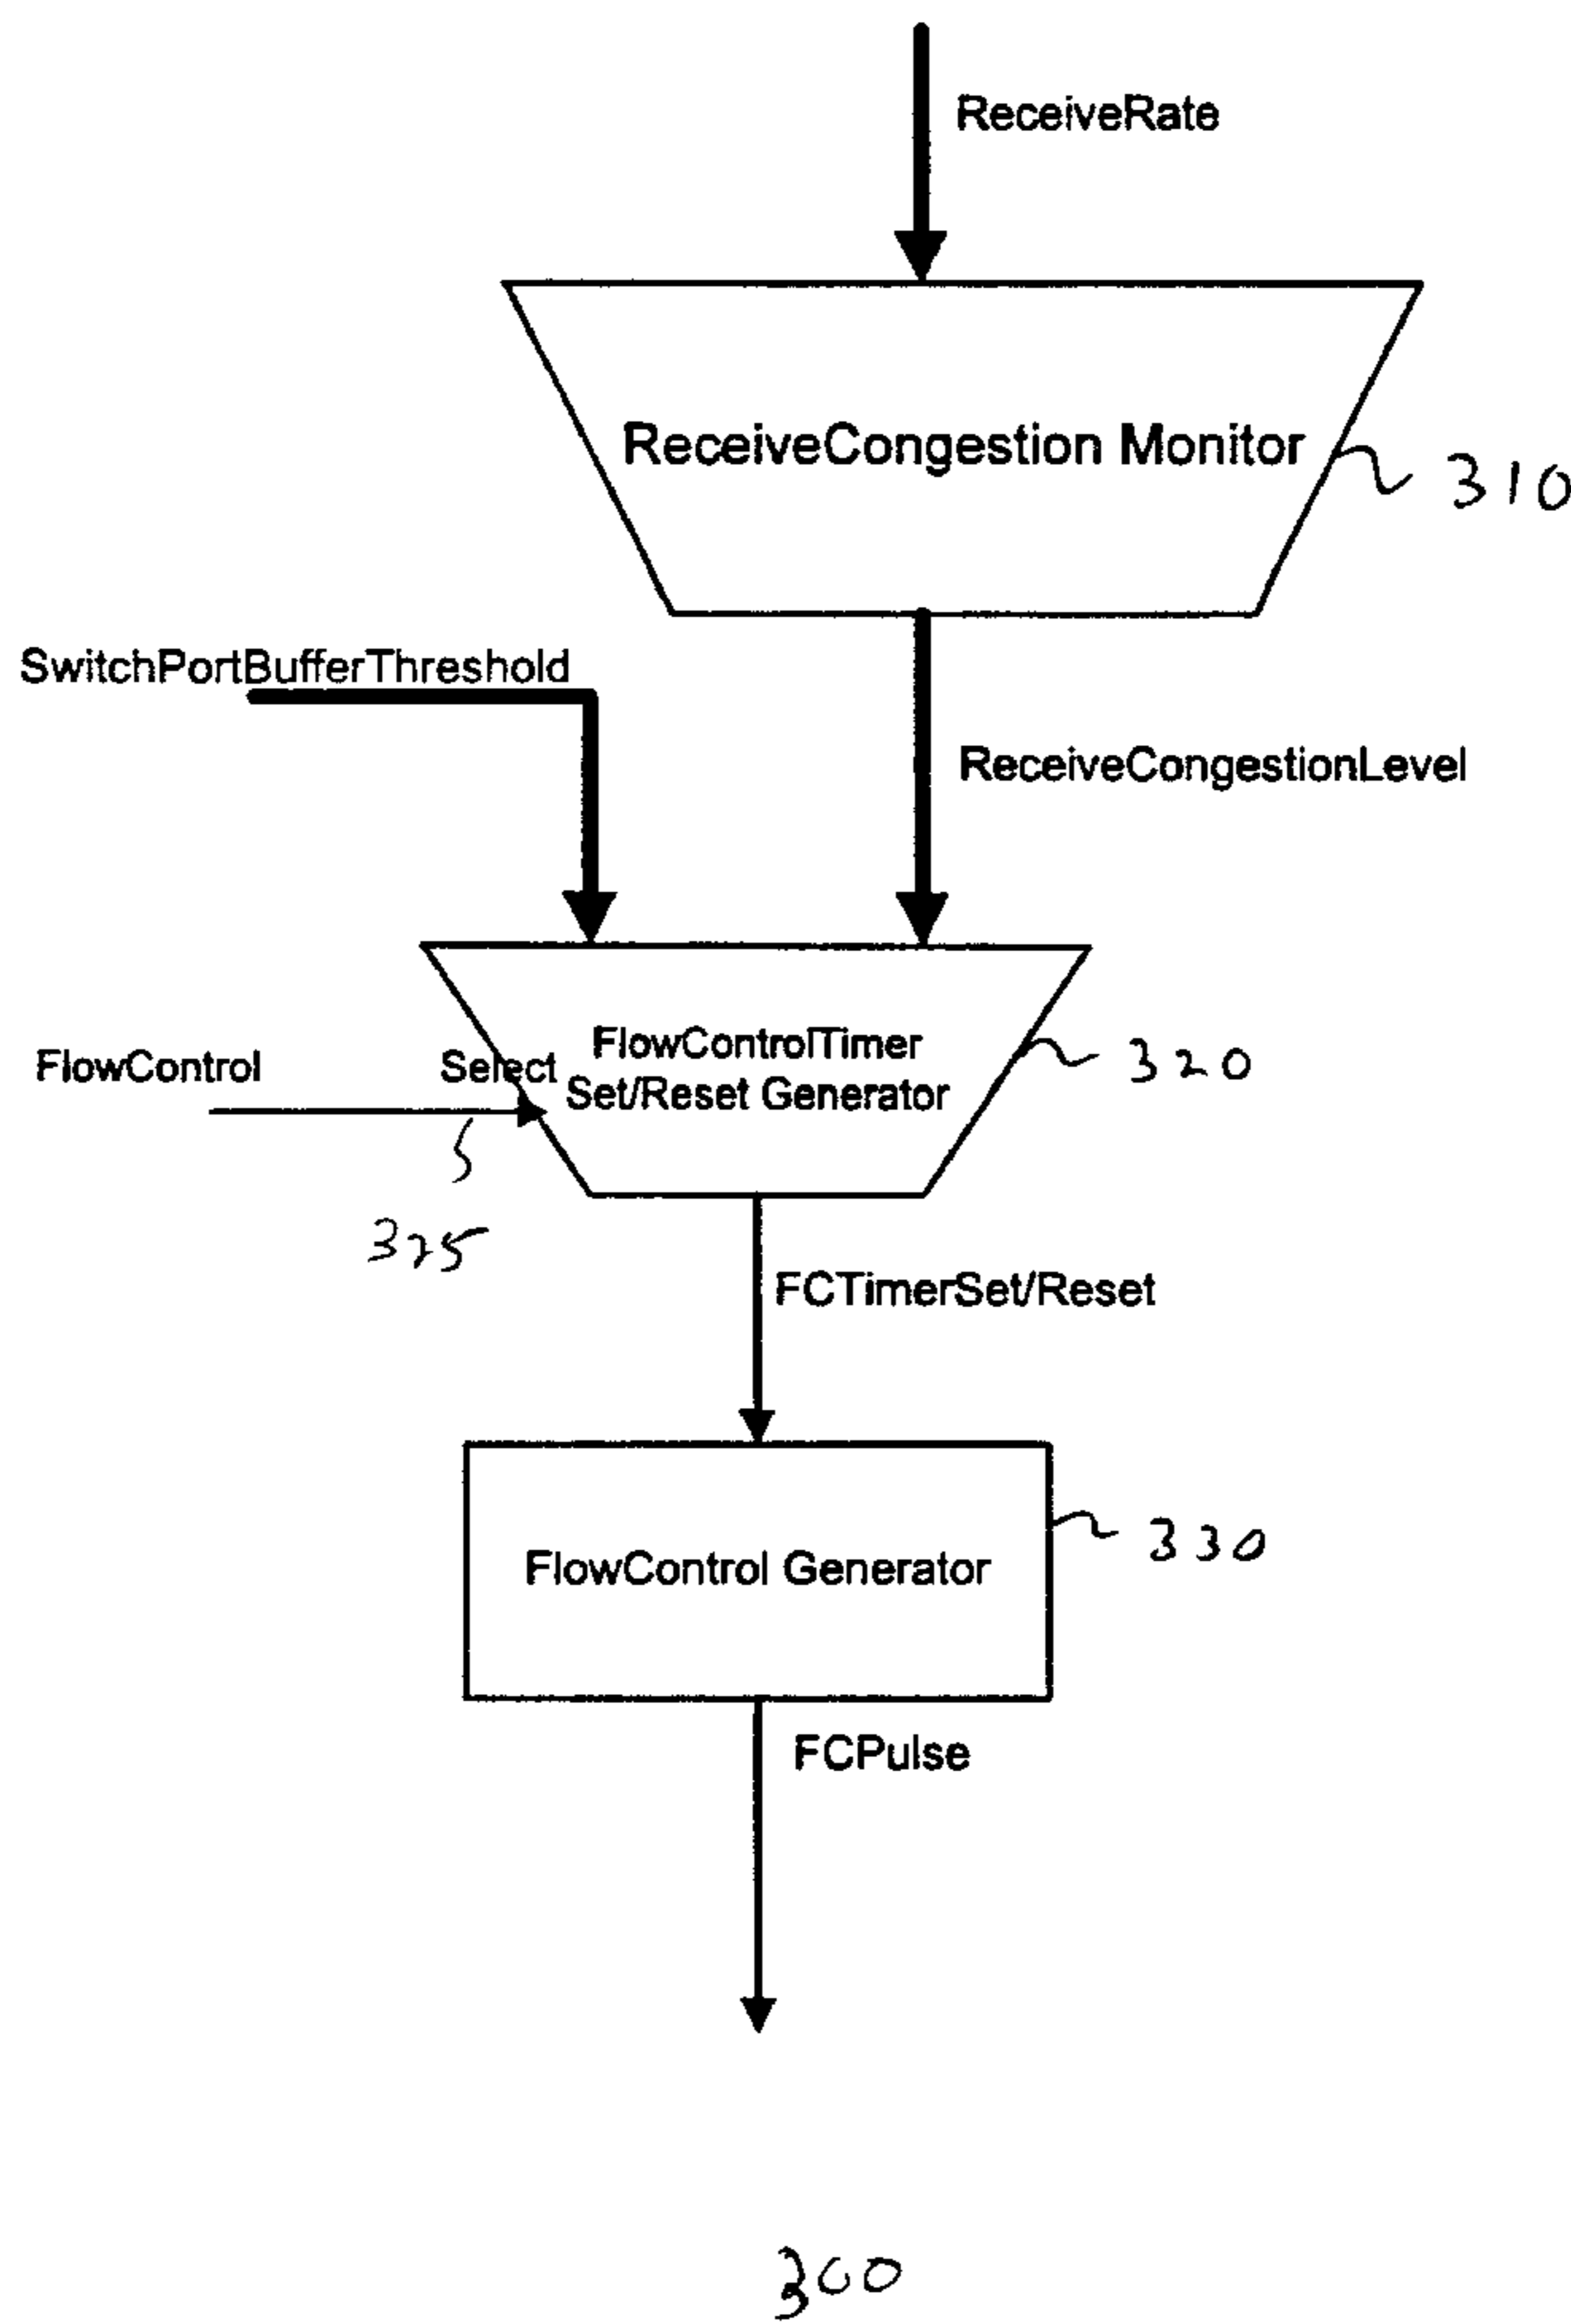 ReceiveRate
ReceiveCongestion Monitor
310
SwitchPortBufferThreshold
ReceiveCongestionLevel
FlowControl
Select
FlowControlTimer
Set/Reset Generator
320
325
FCTimerSet/Reset
FlowControl Generator
330
FCPulse
300